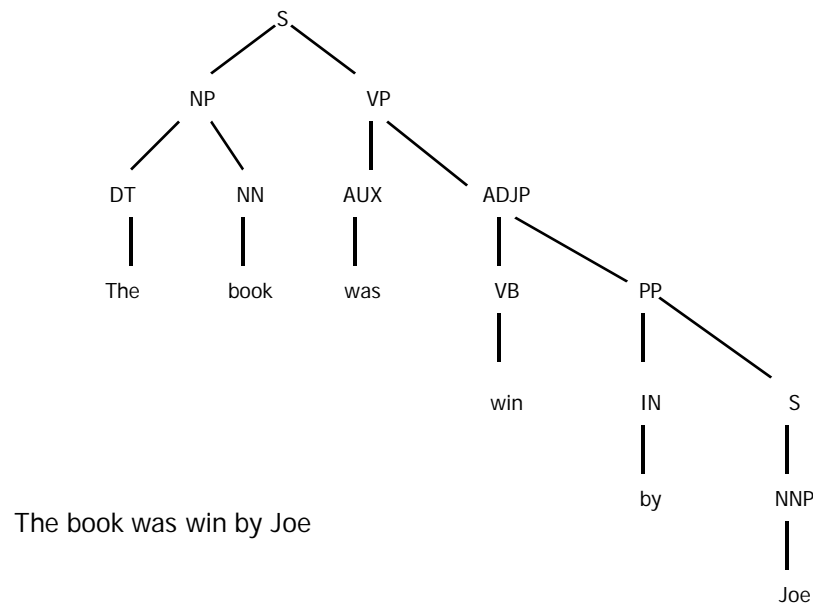 S
NP VP
DT NN AUX ADJP
The book was VB PP
win IN S
by NNP
The book was win by Joe
Joe